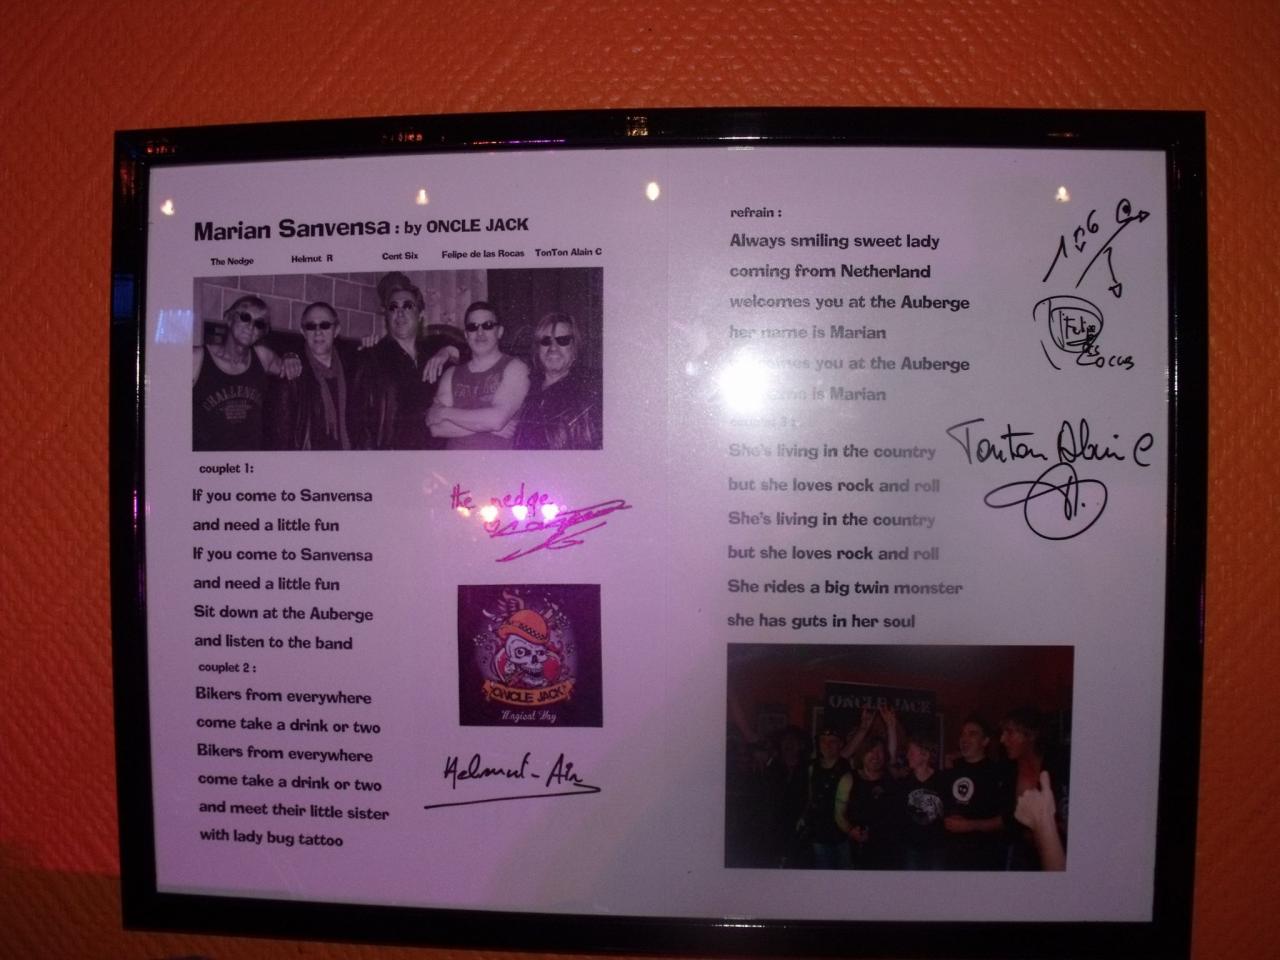 Marian Sanvensa : by ONCLE JACK
The Nedge Helmut R Cent Six Felipe de las Rocas TonTon Alain C
CHALLENGE
couplet 1:
If you come to Sanvensa
and need a little fun
If you come to Sanvensa
and need a little fun
Sit down at the Auberge
and listen to the band
couplet 2 :
Bikers from everywhere
come take a drink or two
Bikers from everywhere
come take a drink or two
and meet their little sister
with lady bug tattoo
the nedge
ONCLE JACK
Magical Day
Helmut-Air
refrain :
Always smiling sweet lady
coming from Netherland
welcomes you at the Auberge
her name is Marian
you at the Auberge
is Marian
She's living in the country
but she loves rock and roll
She's living in the country
but she loves rock and roll
She rides a big twin monster
she has guts in her soul
106
TonTon Alain C
ONCLE JACK